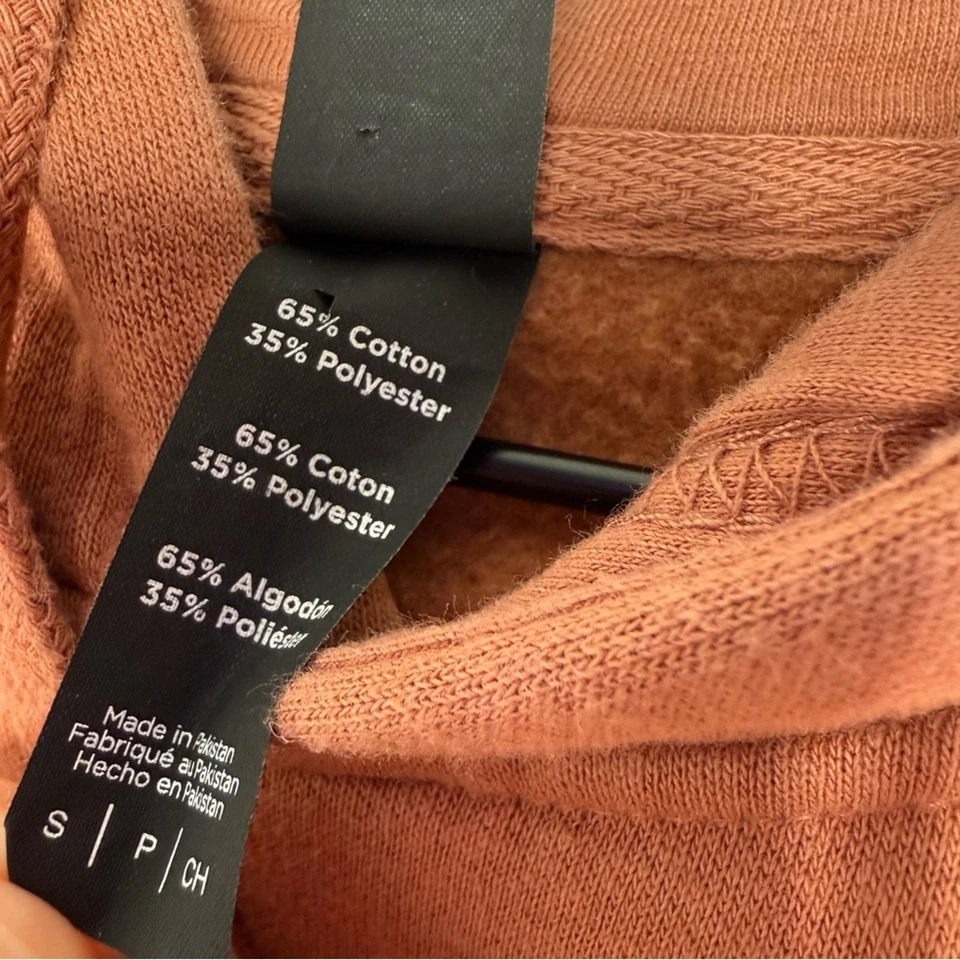 65% Cotton
35% Polyester
65% Coton
35% Polyester
65% Algodón
35% Poliéster
Made in Pakistan
Fabriqué au Pakistan
Hecho en Pakistan
S | P | CH